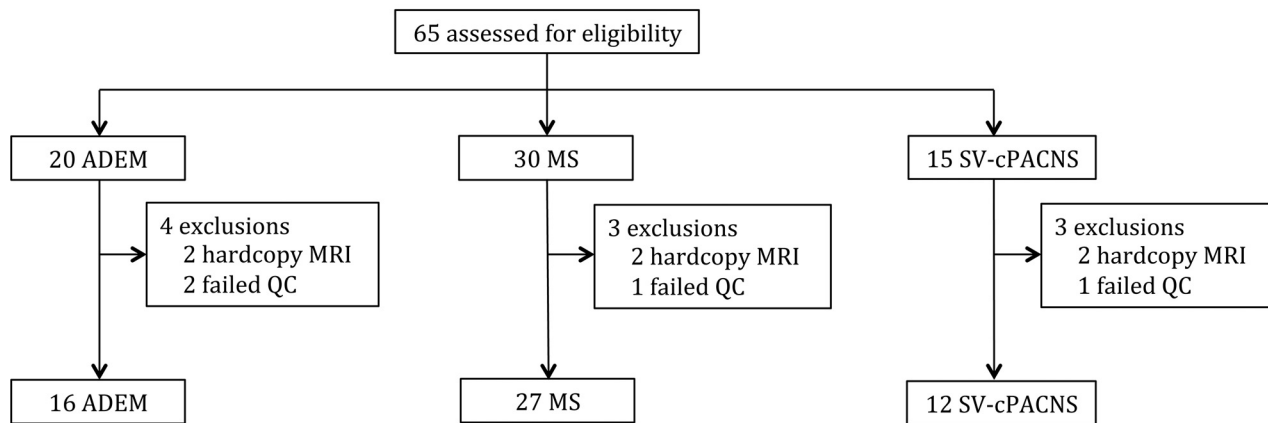 65 assessed for eligibility
20 ADEM
30 MS
15 SV-cPACNS
4 exclusions
2 hardcopy MRI
2 failed QC
3 exclusions
2 hardcopy MRI
1 failed QC
3 exclusions
2 hardcopy MRI
1 failed QC
16 ADEM
27 MS
12 SV-cPACNS